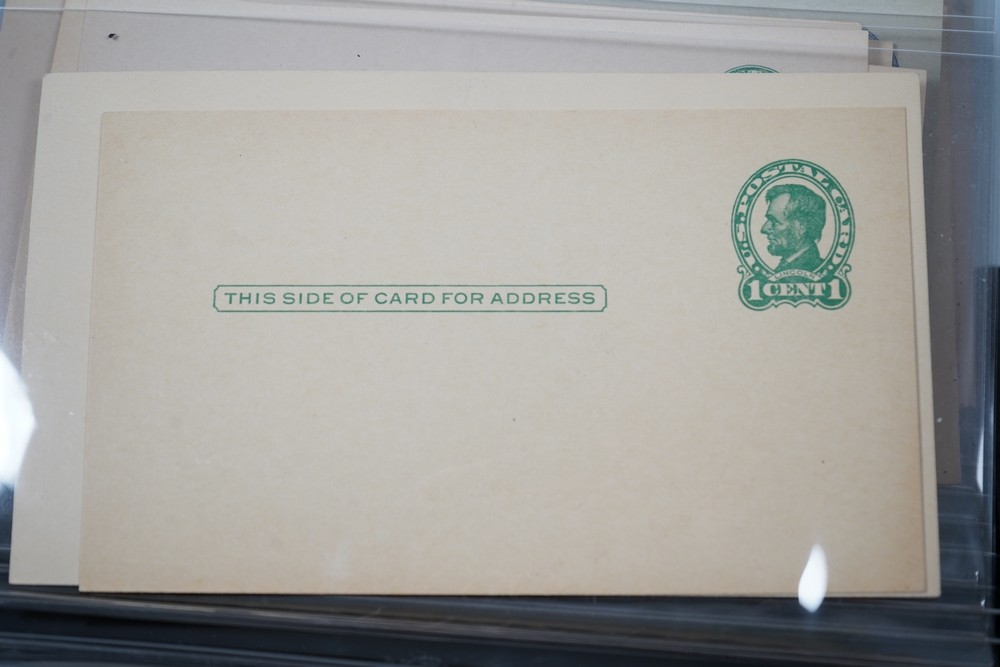 U.S. POSTAL CARD
LINCOLN
1 CENT 1
THIS SIDE OF CARD FOR ADDRESS